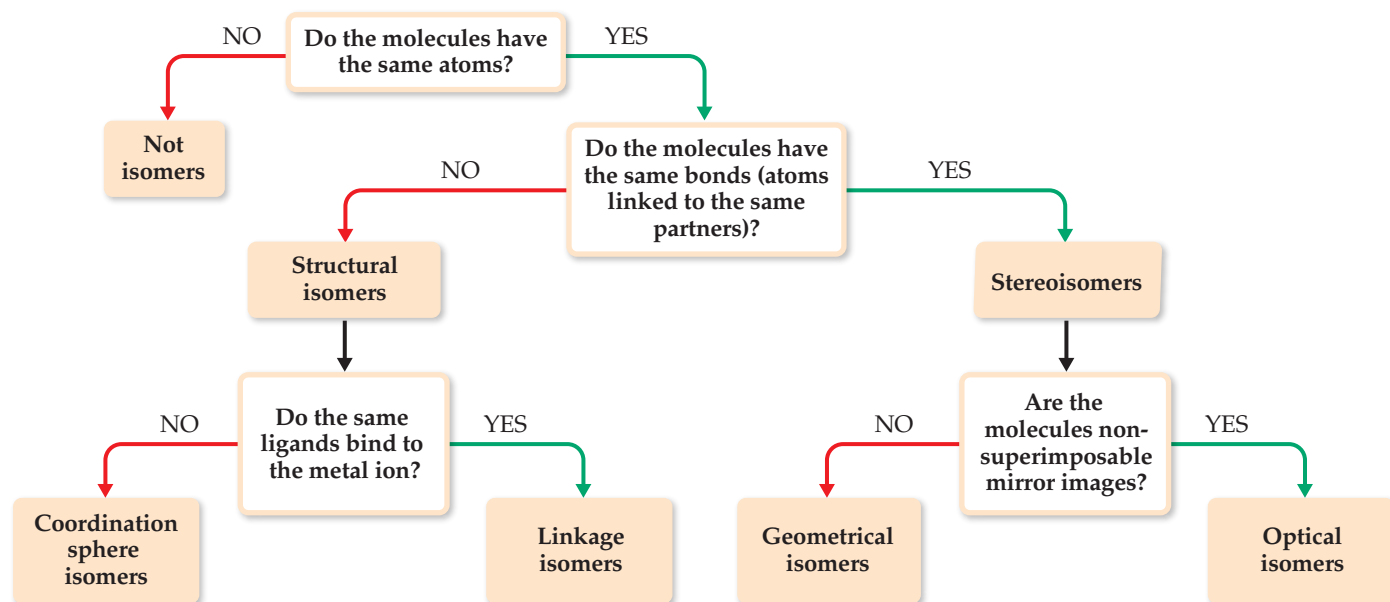 NO
Do the molecules have
the same atoms?
YES
Not
isomers
NO
Do the molecules have
the same bonds (atoms
linked to the same
partners)?
YES
Structural
isomers
Stereoisomers
NO
Do the same
ligands bind to
the metal ion?
YES
NO
Are the
molecules non-
superimposable
mirror images?
YES
Coordination
sphere
isomers
Linkage
isomers
Geometrical
isomers
Optical
isomers